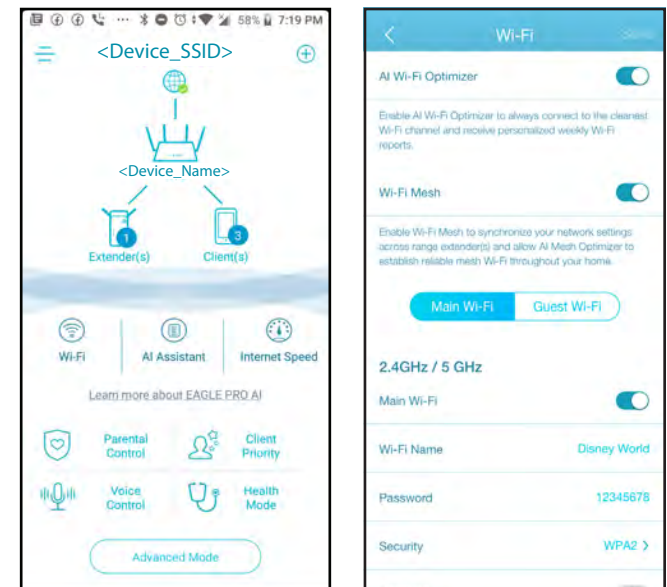 58% 7:19 PM
<Device_SSID>
<Device_Name>
1
3
Extender(s)
Client(s)
Wi-Fi
AI Assistant
Internet Speed
Learn more about EAGLE PRO AI
Parental
Control
Client
Priority
Voice
Control
Health
Mode
Advanced Mode
Wi-Fi
Save
AI Wi-Fi Optimizer
Enable AI Wi-Fi Optimizer to always connect to the cleanest
Wi-Fi channel and receive personalized weekly Wi-Fi
reports.
Wi-Fi Mesh
Enable Wi-Fi Mesh to synchronize your network settings
across range extender(s) and allow AI Mesh Optimizer to
establish reliable mesh Wi-Fi throughout your home.
Main Wi-Fi
Guest Wi-Fi
2.4GHz / 5 GHz
Main Wi-Fi
Wi-Fi Name Disney World
Password 12345678
Security WPA2 >